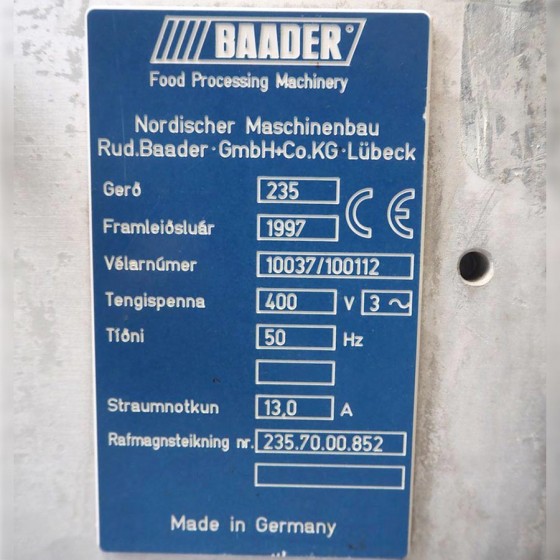 BAADER
Food Processing Machinery
Nordischer Maschinenbau
Rud.Baader·GmbH+Co.KG·Lübeck
Gerð 235 CE
Framleiðsluár 1997
Vélarnúmer 10037/100112
Tengispenna 400 V 3 ~
Tíðni 50 Hz
Straumnotkun 13,0 A
Rafmagnsteikning nr. 235.70.00.852
Made in Germany